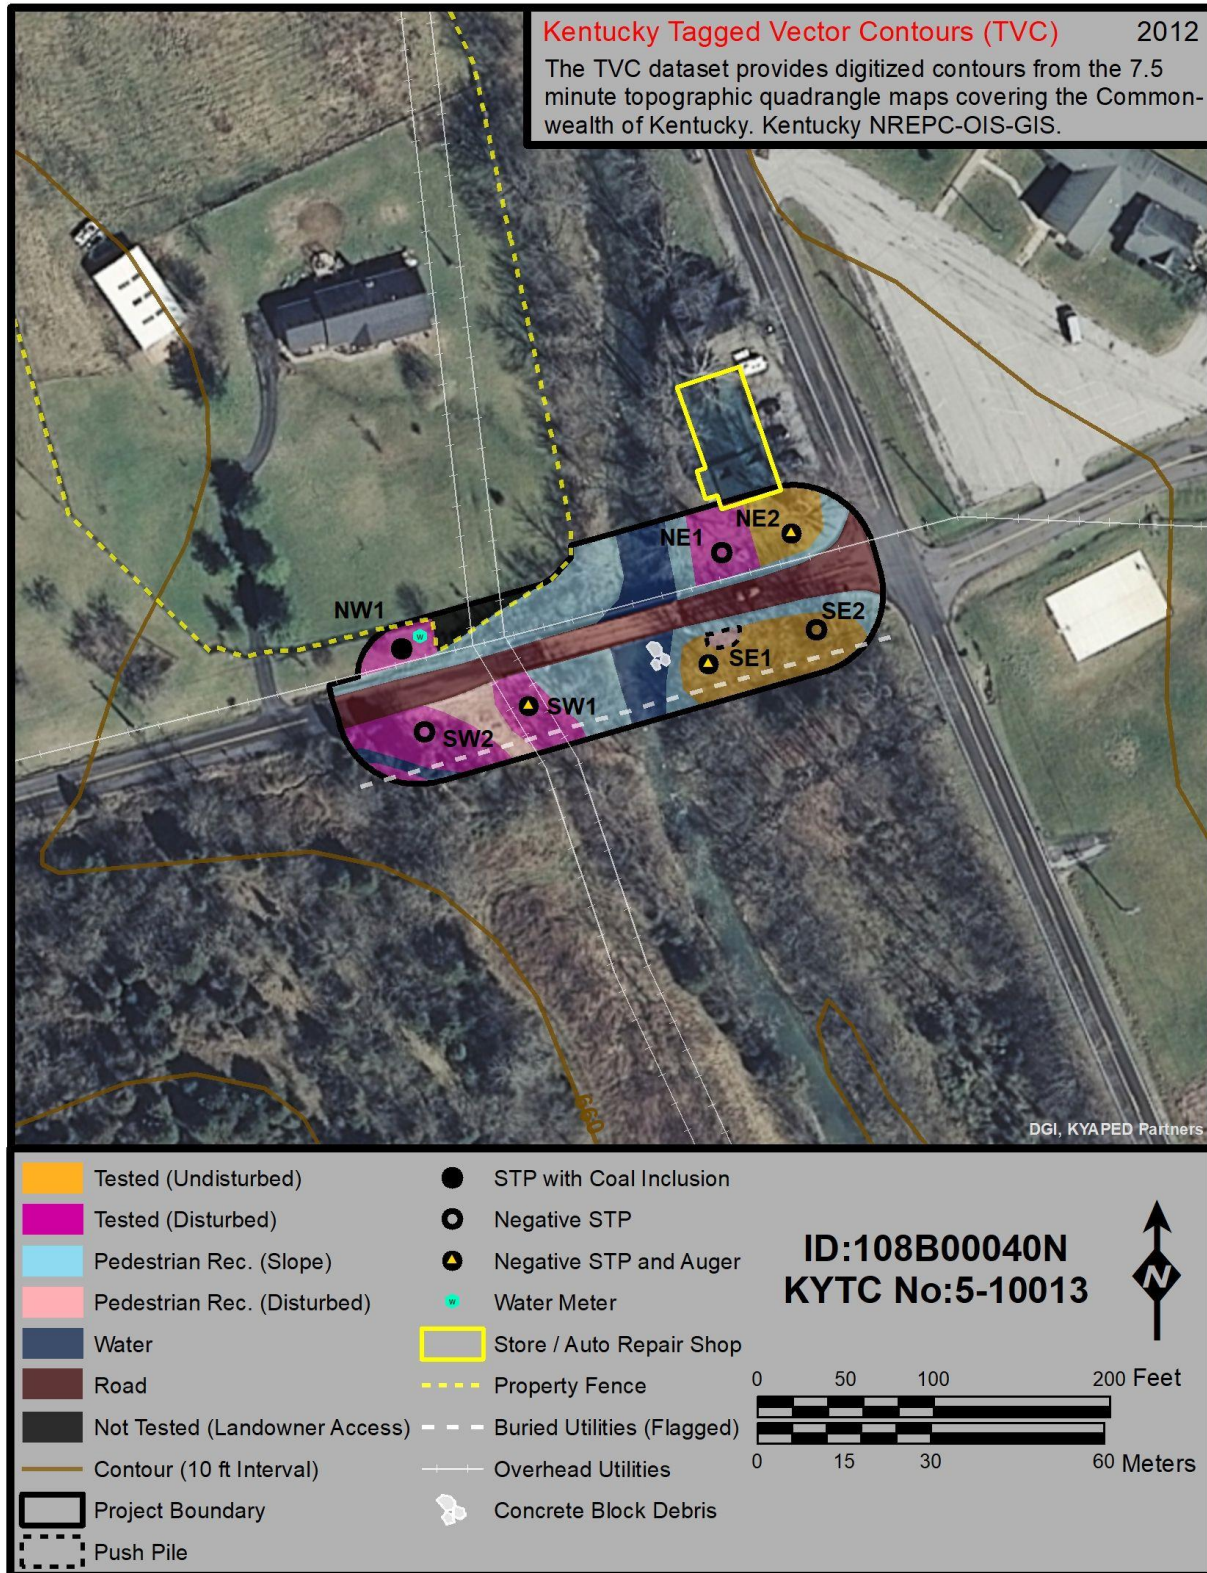 Kentucky Tagged Vector Contours (TVC) 2012
The TVC dataset provides digitized contours from the 7.5
minute topographic quadrangle maps covering the Common-
wealth of Kentucky. Kentucky NREPC-OIS-GIS.
NE2
NE1
NW1
W
SE2
SE1
SW1
SW2
660
DGI, KYAPED Partners
Tested (Undisturbed)
Tested (Disturbed)
Pedestrian Rec. (Slope)
Pedestrian Rec. (Disturbed)
Water
Road
Not Tested (Landowner Access)
Contour (10 ft Interval)
Project Boundary
Push Pile
STP with Coal Inclusion
Negative STP
Negative STP and Auger
W
Water Meter
Store / Auto Repair Shop
Property Fence
Buried Utilities (Flagged)
Overhead Utilities
Concrete Block Debris
ID:108B00040N
KYTC No:5-10013
N
0 50 100 200 Feet
0 15 30 60 Meters